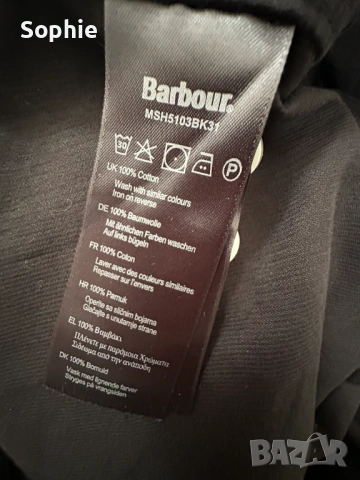 Sophie
Barbour®
MSH5103BK31
30
P
UK 100% Cotton
Wash with similar colours
Iron on reverse
DE 100% Baumwolle
Mit ähnlichen Farben waschen
Auf links bügeln
FR 100% Coton
Laver avec des couleurs similaires
Repasser sur l'envers
HR 100% Pamuk
Operite sa sličnim bojama
Glačajte s unutarnje strane
EL 100% Βαμβάκι
Πλένετε με παρόμοια Χρώματα
Σιδέρωμα από την ανάποδη
DK 100% Bomuld
Vask med lignende farver
Stryges på vrangsiden
BAZAR